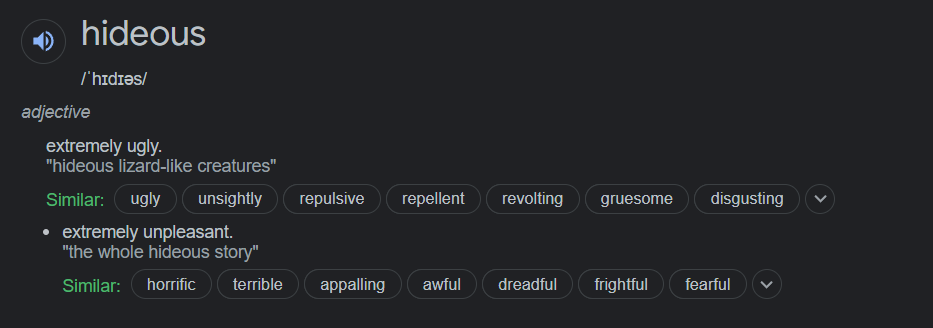 hideous
/ˈhɪdɪəs/
adjective
extremely ugly.
"hideous lizard-like creatures"
Similar: ugly unsightly repulsive repellent revolting gruesome disgusting
• extremely unpleasant.
"the whole hideous story"
Similar: horrific terrible appalling awful dreadful frightful fearful